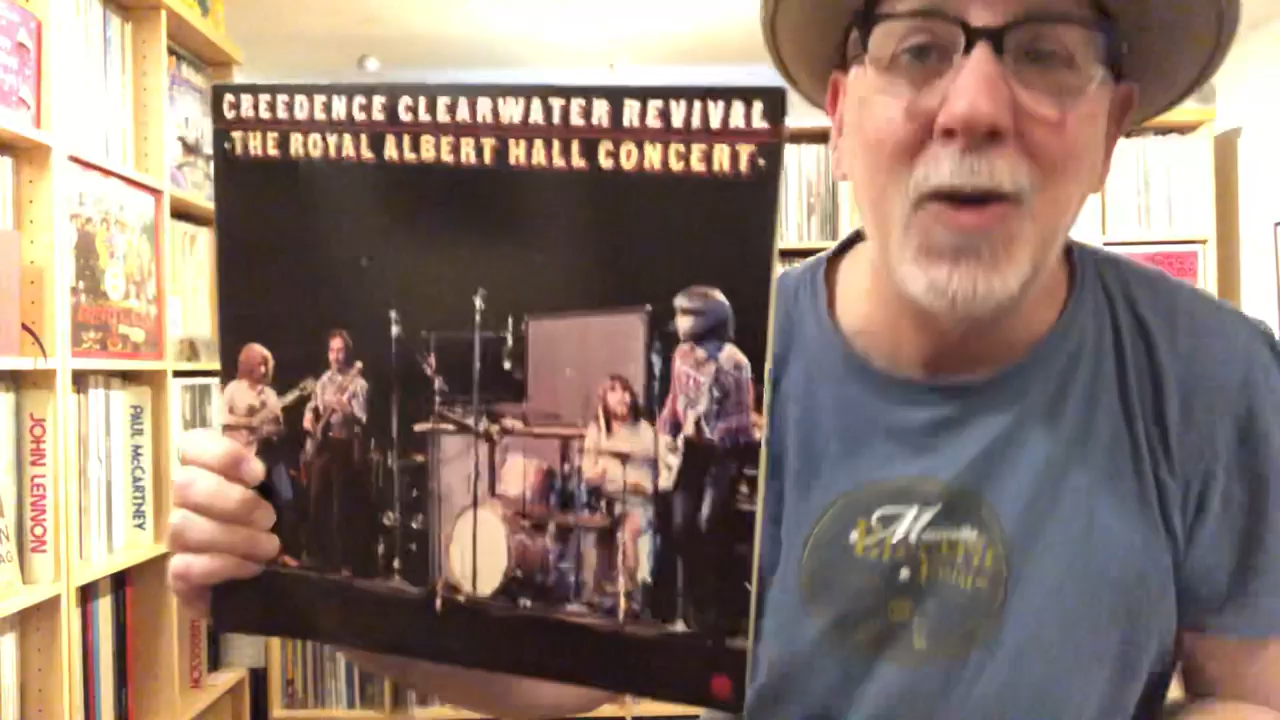 CREEDENCE CLEARWATER REVIVAL
·THE ROYAL ALBERT HALL CONCERT·
JOHN LENNON
PAUL McCARTNEY